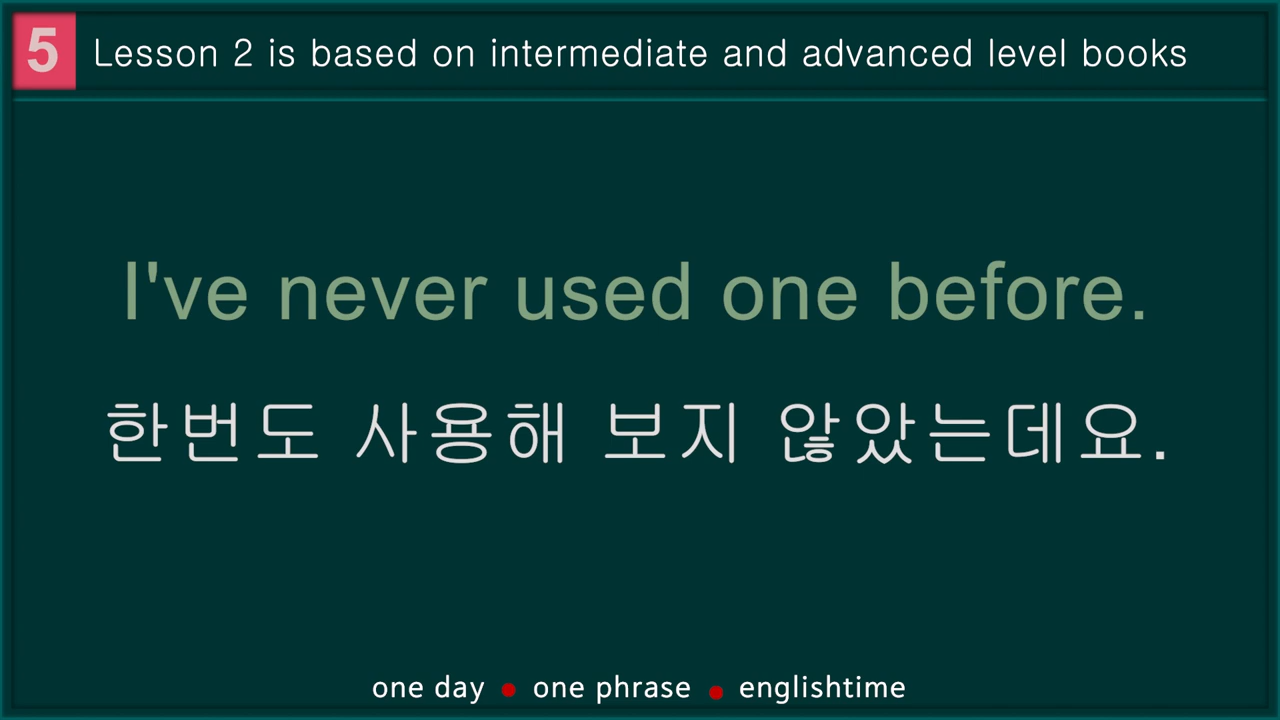 5
Lesson 2 is based on intermediate and advanced level books
I've never used one before.
한번도 사용해 보지 않았는데요.
one day ● one phrase ● englishtime